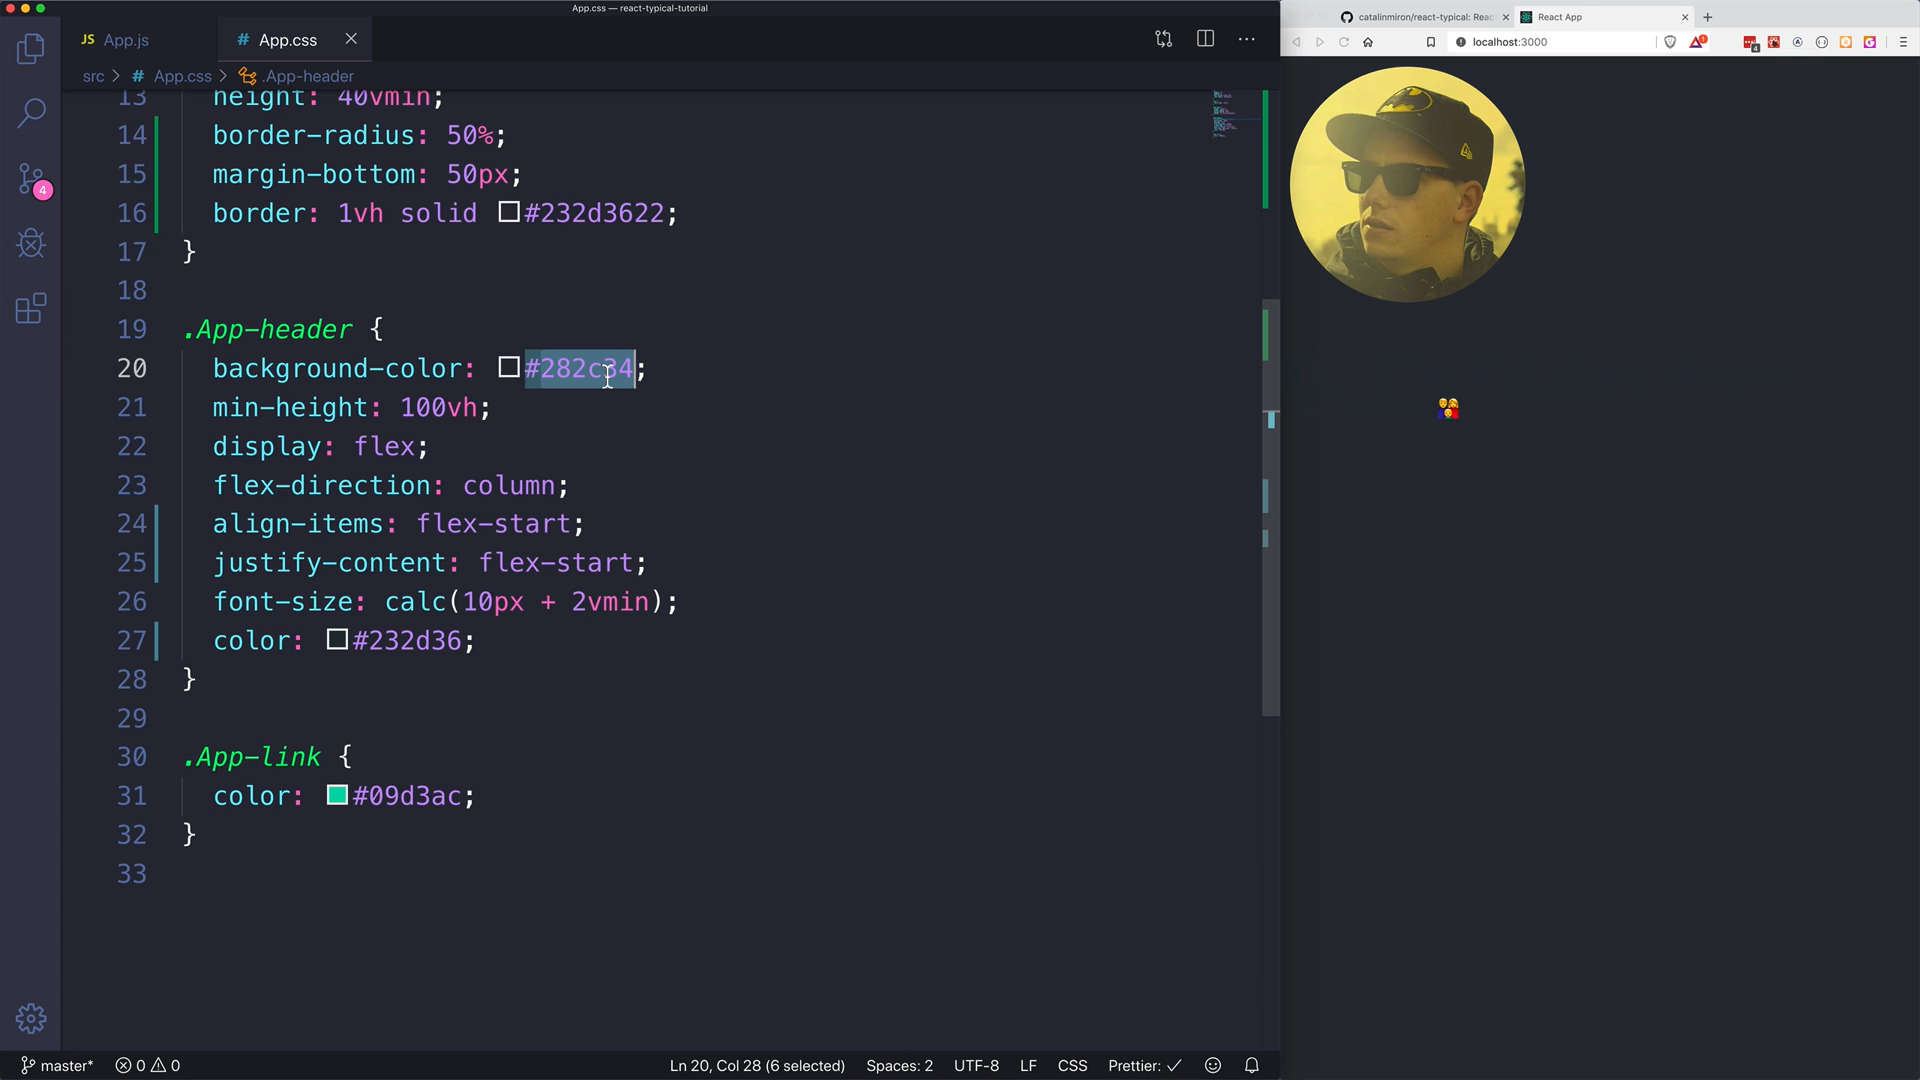 App.css — react-typical-tutorial
JS App.js
# App.css
src > # App.css > .App-header
13 height: 40vmin;
14 border-radius: 50%;
15 margin-bottom: 50px;
16 border: 1vh solid #232d3622;
17 }
18
19 .App-header {
20 background-color: #282c34;
21 min-height: 100vh;
22 display: flex;
23 flex-direction: column;
24 align-items: flex-start;
25 justify-content: flex-start;
26 font-size: calc(10px + 2vmin);
27 color: #232d36;
28 }
29
30 .App-link {
31 color: #09d3ac;
32 }
33
4
master* 0 0 Ln 20, Col 28 (6 selected) Spaces: 2 UTF-8 LF CSS Prettier: ✓
catalinmiron/react-typical: Reac
React App
localhost:3000
1
4